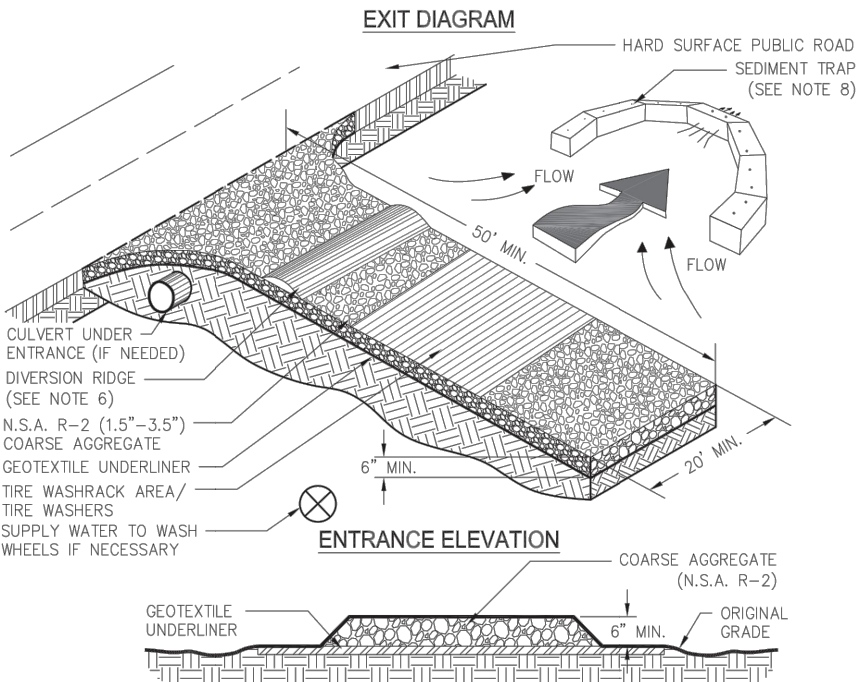 EXIT DIAGRAM
HARD SURFACE PUBLIC ROAD
SEDIMENT TRAP
(SEE NOTE 8)
FLOW
50' MIN.
FLOW
CULVERT UNDER
ENTRANCE (IF NEEDED)
DIVERSION RIDGE
(SEE NOTE 6)
N.S.A. R-2 (1.5"-3.5")
COARSE AGGREGATE
GEOTEXTILE UNDERLINER
TIRE WASHRACK AREA/
TIRE WASHERS
SUPPLY WATER TO WASH
WHEELS IF NECESSARY
6" MIN.
20' MIN.
ENTRANCE ELEVATION
COARSE AGGREGATE
(N.S.A. R-2)
GEOTEXTILE
UNDERLINER
6" MIN.
ORIGINAL
GRADE